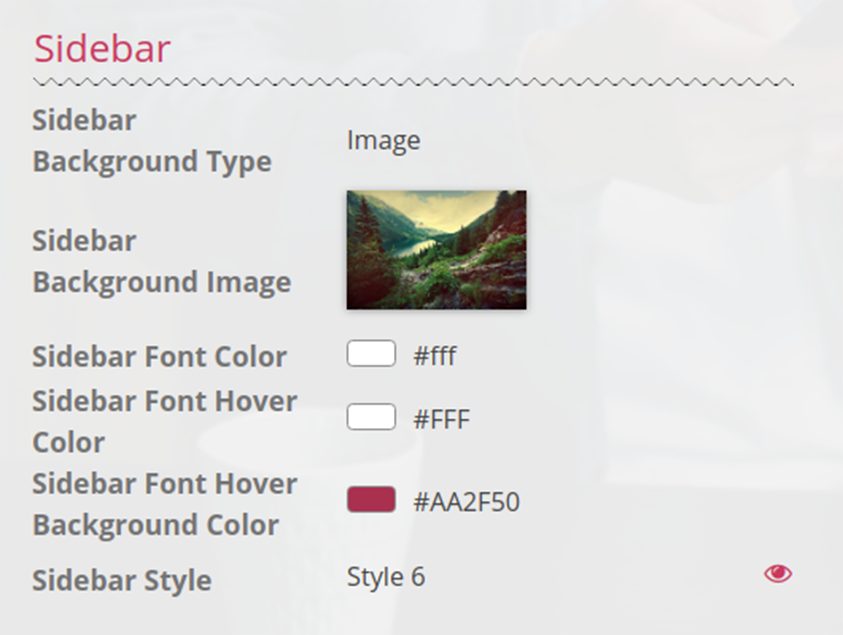 Sidebar
Sidebar
Background Type
Image
Sidebar
Background Image
Sidebar Font Color
#fff
Sidebar Font Hover
Color
#FFF
Sidebar Font Hover
Background Color
#AA2F50
Sidebar Style
Style 6